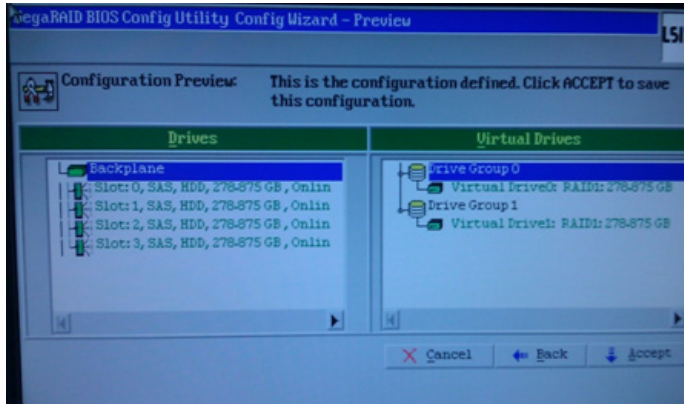 MegaRAID BIOS Config Utility Config Wizard – Preview
LSI
Configuration Preview:
This is the configuration defined. Click ACCEPT to save
this configuration.
Drives
Virtual Drives
Backplane
Slot: 0, SAS, HDD, 278.875 GB, Onlin
Slot: 1, SAS, HDD, 278.875 GB, Onlin
Slot: 2, SAS, HDD, 278.875 GB, Onlin
Slot: 3, SAS, HDD, 278.875 GB, Onlin
Drive Group 0
Virtual Drive0: RAID1: 278.875 GB
Drive Group 1
Virtual Drive1: RAID1: 278.875 GB
Cancel
Back
Accept